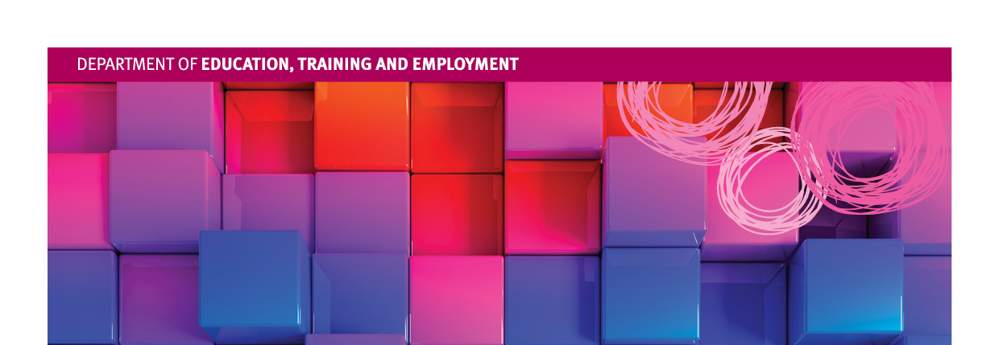 DEPARTMENT OF EDUCATION, TRAINING AND EMPLOYMENT